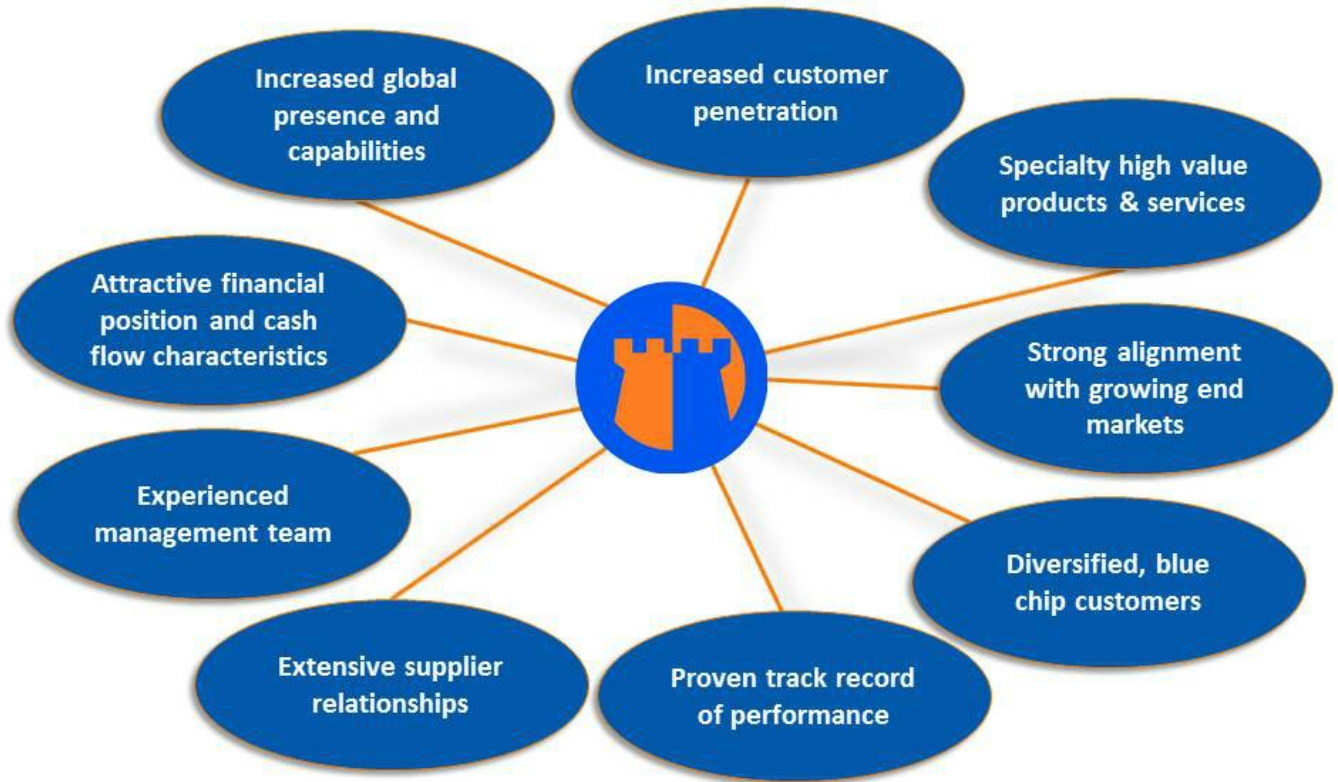 Increased global
presence and
capabilities
Increased customer
penetration
Specialty high value
products & services
Attractive financial
position and cash
flow characteristics
Strong alignment
with growing end
markets
Experienced
management team
Diversified, blue
chip customers
Extensive supplier
relationships
Proven track record
of performance